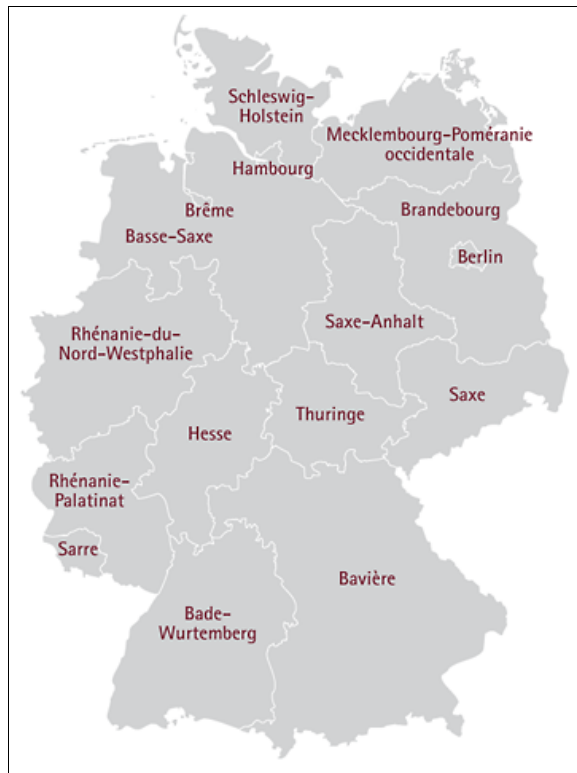 Schleswig-
Holstein
Mecklembourg-Poméranie
occidentale
Hambourg
Brême
Brandebourg
Basse-Saxe
Berlin
Rhénanie-du-
Nord-Westphalie
Saxe-Anhalt
Saxe
Thuringe
Hesse
Rhénanie-
Palatinat
Sarre
Bavière
Bade-
Wurtemberg